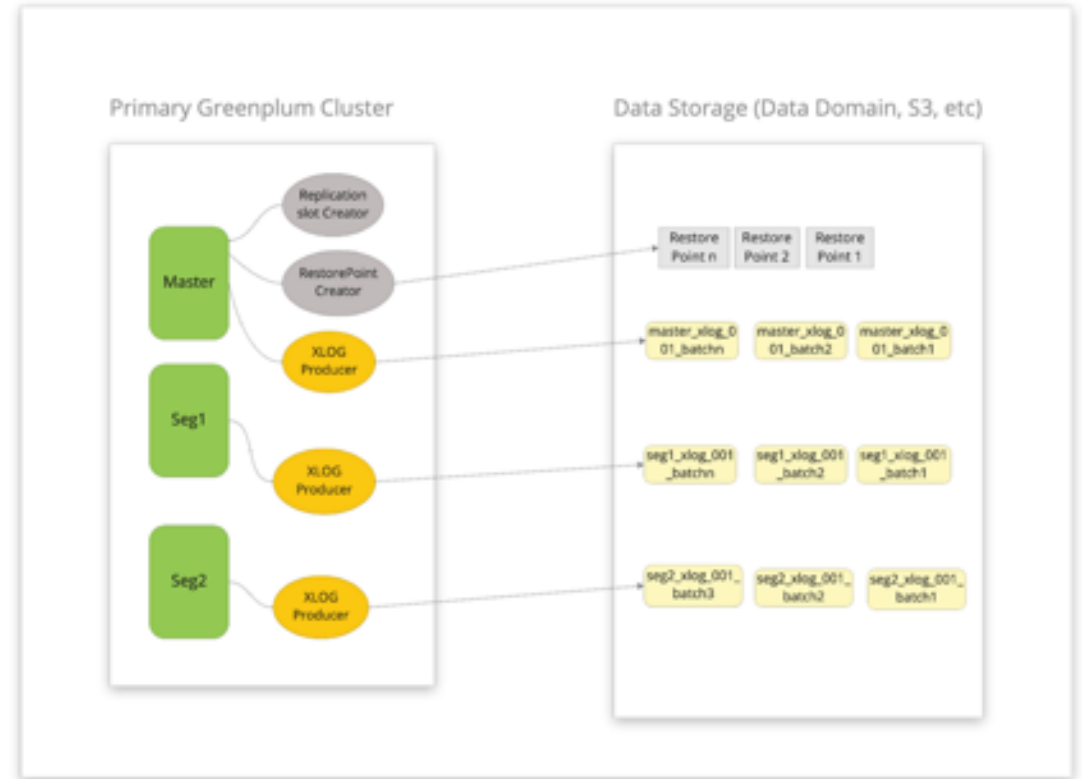 Primary Greenplum Cluster
Data Storage (Data Domain, S3, etc)
Replication
slot Creator
Master
RestorePoint
Creator
XLOG
Producer
Seg1
XLOG
Producer
Seg2
XLOG
Producer
Restore
Point n
Restore
Point 2
Restore
Point 1
master_xlog_0
01_batchn
master_xlog_0
01_batch2
master_xlog_0
01_batch1
seg1_xlog_001
_batchn
seg1_xlog_001
_batch2
seg1_xlog_001
_batch1
seg2_xlog_001_
batch3
seg2_xlog_001_
batch2
seg2_xlog_001_
batch1